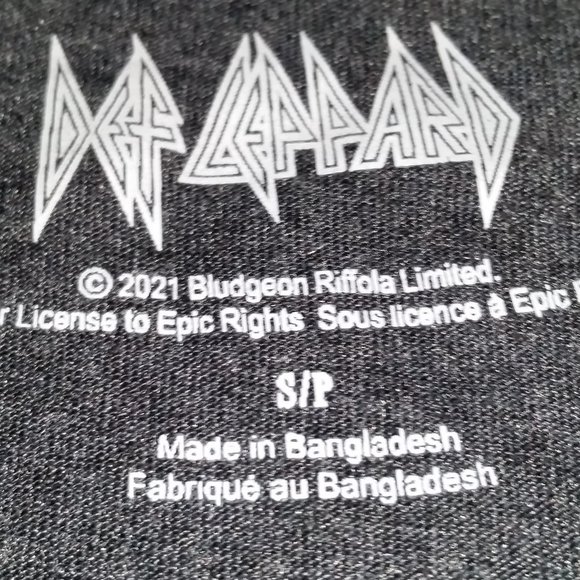 DEF LEPPARD
© 2021 Bludgeon Riffola Limited.
r License to Epic Rights Sous licence à Epic
S/P
Made in Bangladesh
Fabriqué au Bangladesh